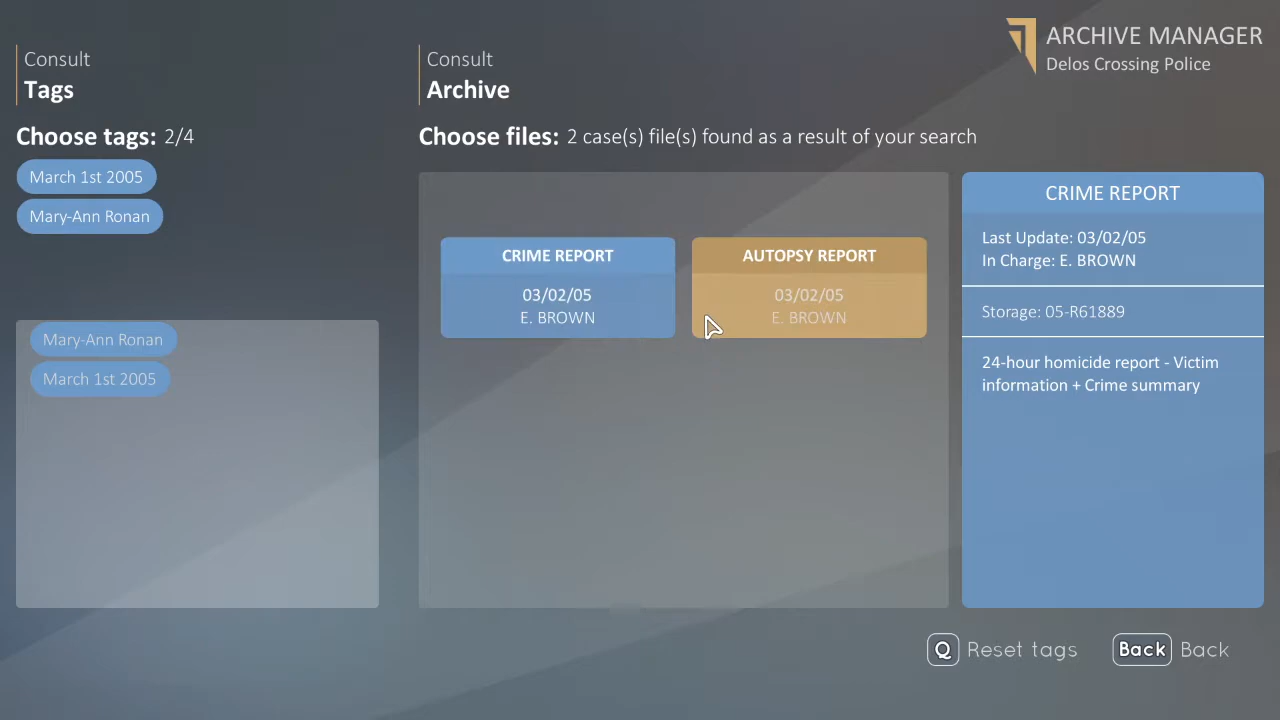 Consult
Tags
Choose tags: 2/4
March 1st 2005
Mary-Ann Ronan
Mary-Ann Ronan
March 1st 2005
Consult
Archive
Choose files: 2 case(s) file(s) found as a result of your search
CRIME REPORT
03/02/05
E. BROWN
AUTOPSY REPORT
03/02/05
E. BROWN
ARCHIVE MANAGER
Delos Crossing Police
CRIME REPORT
Last Update: 03/02/05
In Charge: E. BROWN
Storage: 05-R61889
24-hour homicide report - Victim
information + Crime summary
Q Reset tags
Back Back